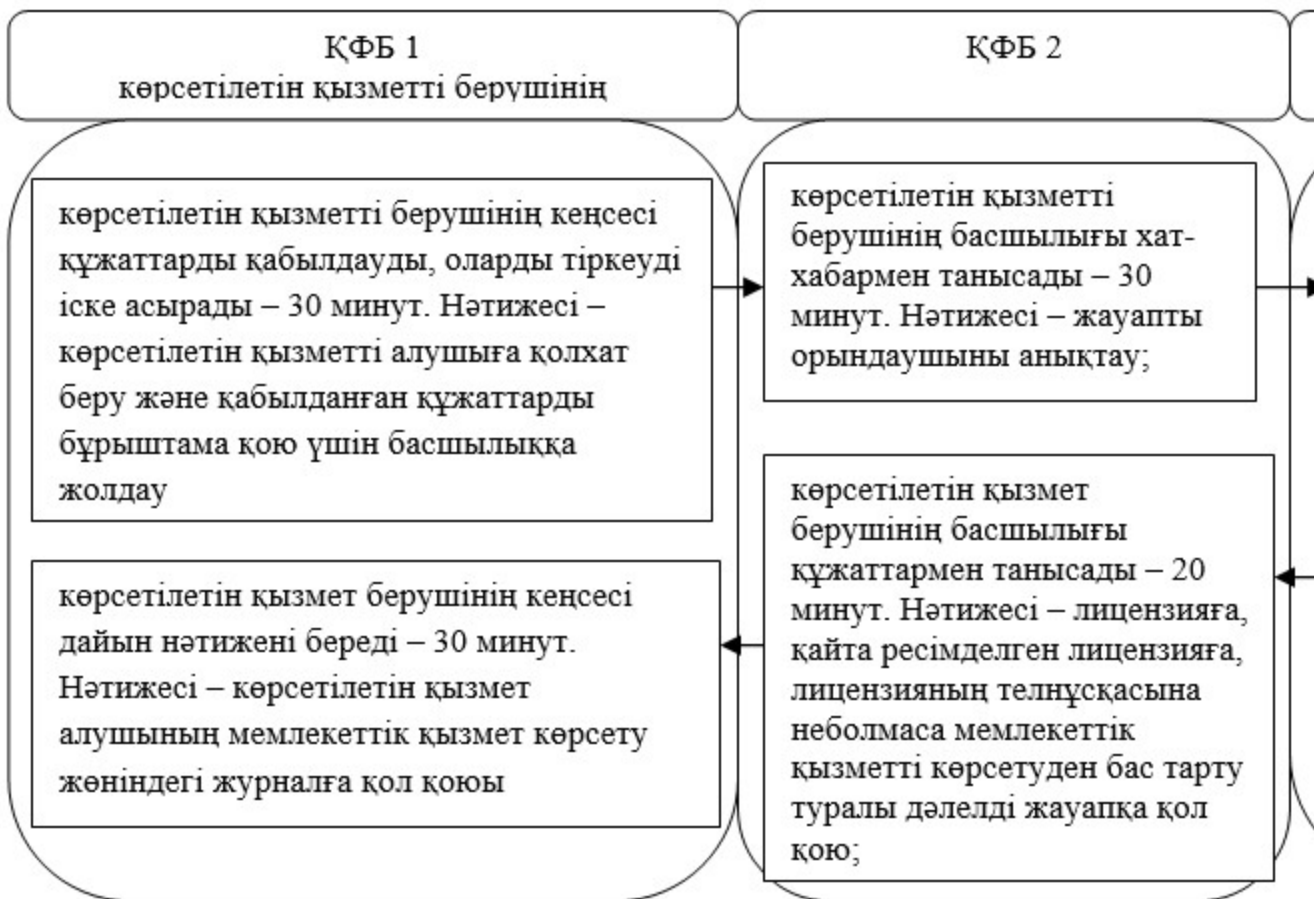 ҚФБ 1
көрсетілетін қызметті берушінің
ҚФБ 2
көрсетілетін қызметті берушінің кеңсесі
құжаттарды қабылдауды, оларды тіркеуді
іске асырады – 30 минут. Нәтижесі –
көрсетілетін қызметті алушыға қолхат
беру және қабылданған құжаттарды
бұрыштама қою үшін басшылыққа
жолдау
көрсетілетін қызмет берушінің кеңсесі
дайын нәтижені береді – 30 минут.
Нәтижесі – көрсетілетін қызмет
алушының мемлекеттік қызмет көрсету
жөніндегі журналға қол қоюы
көрсетілетін қызметті
берушінің басшылығы хат-
хабармен танысады – 30
минут. Нәтижесі – жауапты
орындаушыны анықтау;
көрсетілетін қызмет
берушінің басшылығы
құжаттармен танысады – 20
минут. Нәтижесі – лицензияға,
қайта ресімделген лицензияға,
лицензияның телнұсқасына
неболмаса мемлекеттік
қызметті көрсетуден бас тарту
туралы дәлелді жауапқа қол
қою;